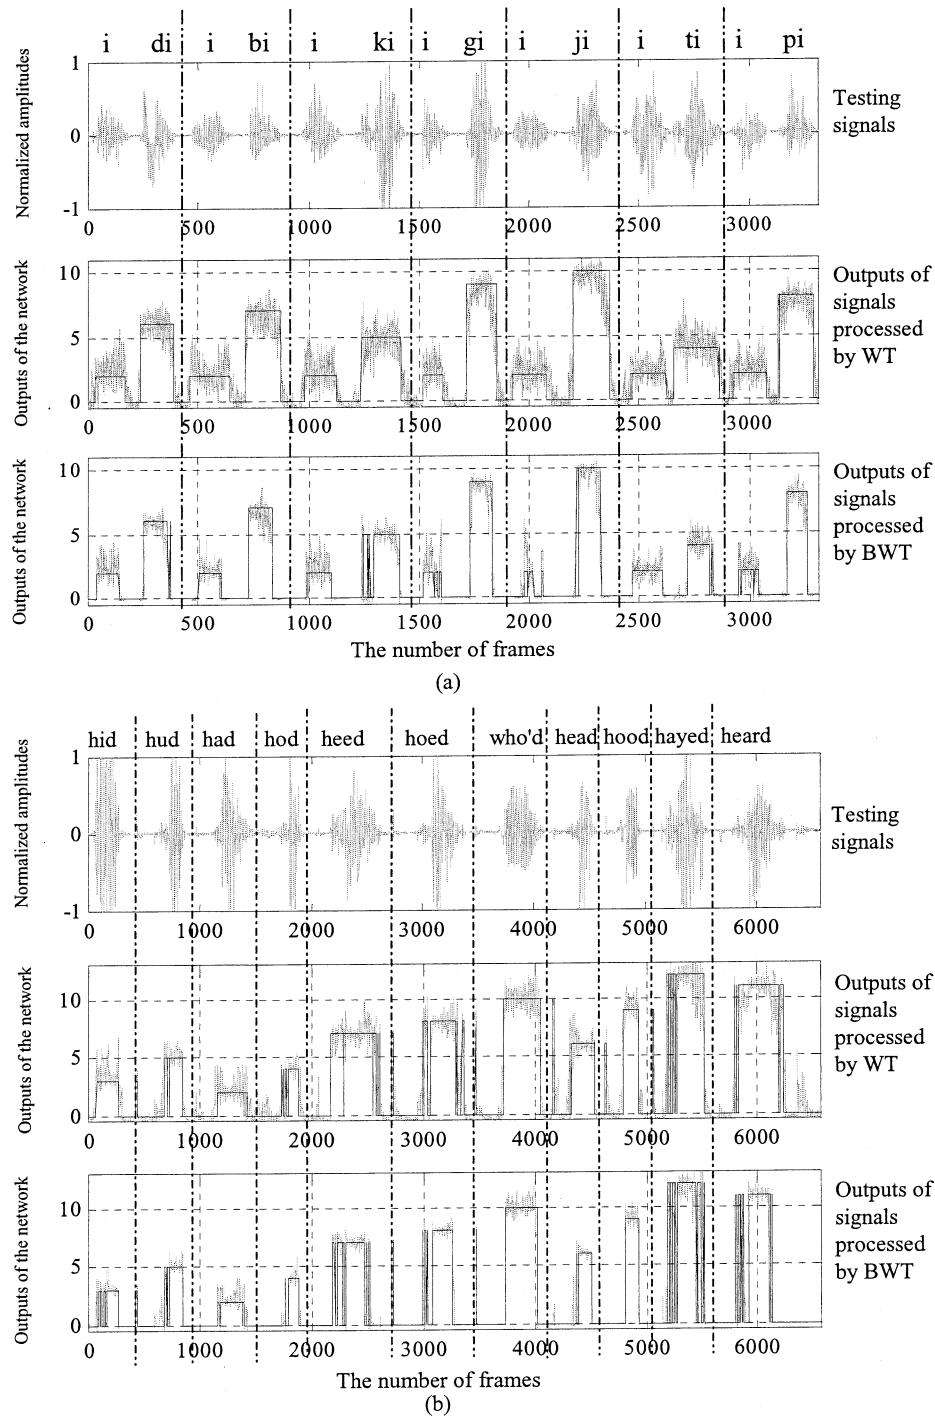 i di i bi i ki i gi i ji i ti i pi
Normalized amplitudes
1
0
-1
0 500 1000 1500 2000 2500 3000
Testing
signals
Outputs of the network
10
5
0
0 500 1000 1500 2000 2500 3000
Outputs of
signals
processed
by WT
Outputs of the network
10
5
0
0 500 1000 1500 2000 2500 3000
Outputs of
signals
processed
by BWT
The number of frames
(a)
hid hud had hod heed hoed who'd head hood hayed heard
Normalized amplitudes
1
0
-1
0 1000 2000 3000 4000 5000 6000
Testing
signals
Outputs of the network
10
5
0
0 1000 2000 3000 4000 5000 6000
Outputs of
signals
processed
by WT
Outputs of the network
10
5
0
0 1000 2000 3000 4000 5000 6000
Outputs of
signals
processed
by BWT
The number of frames
(b)